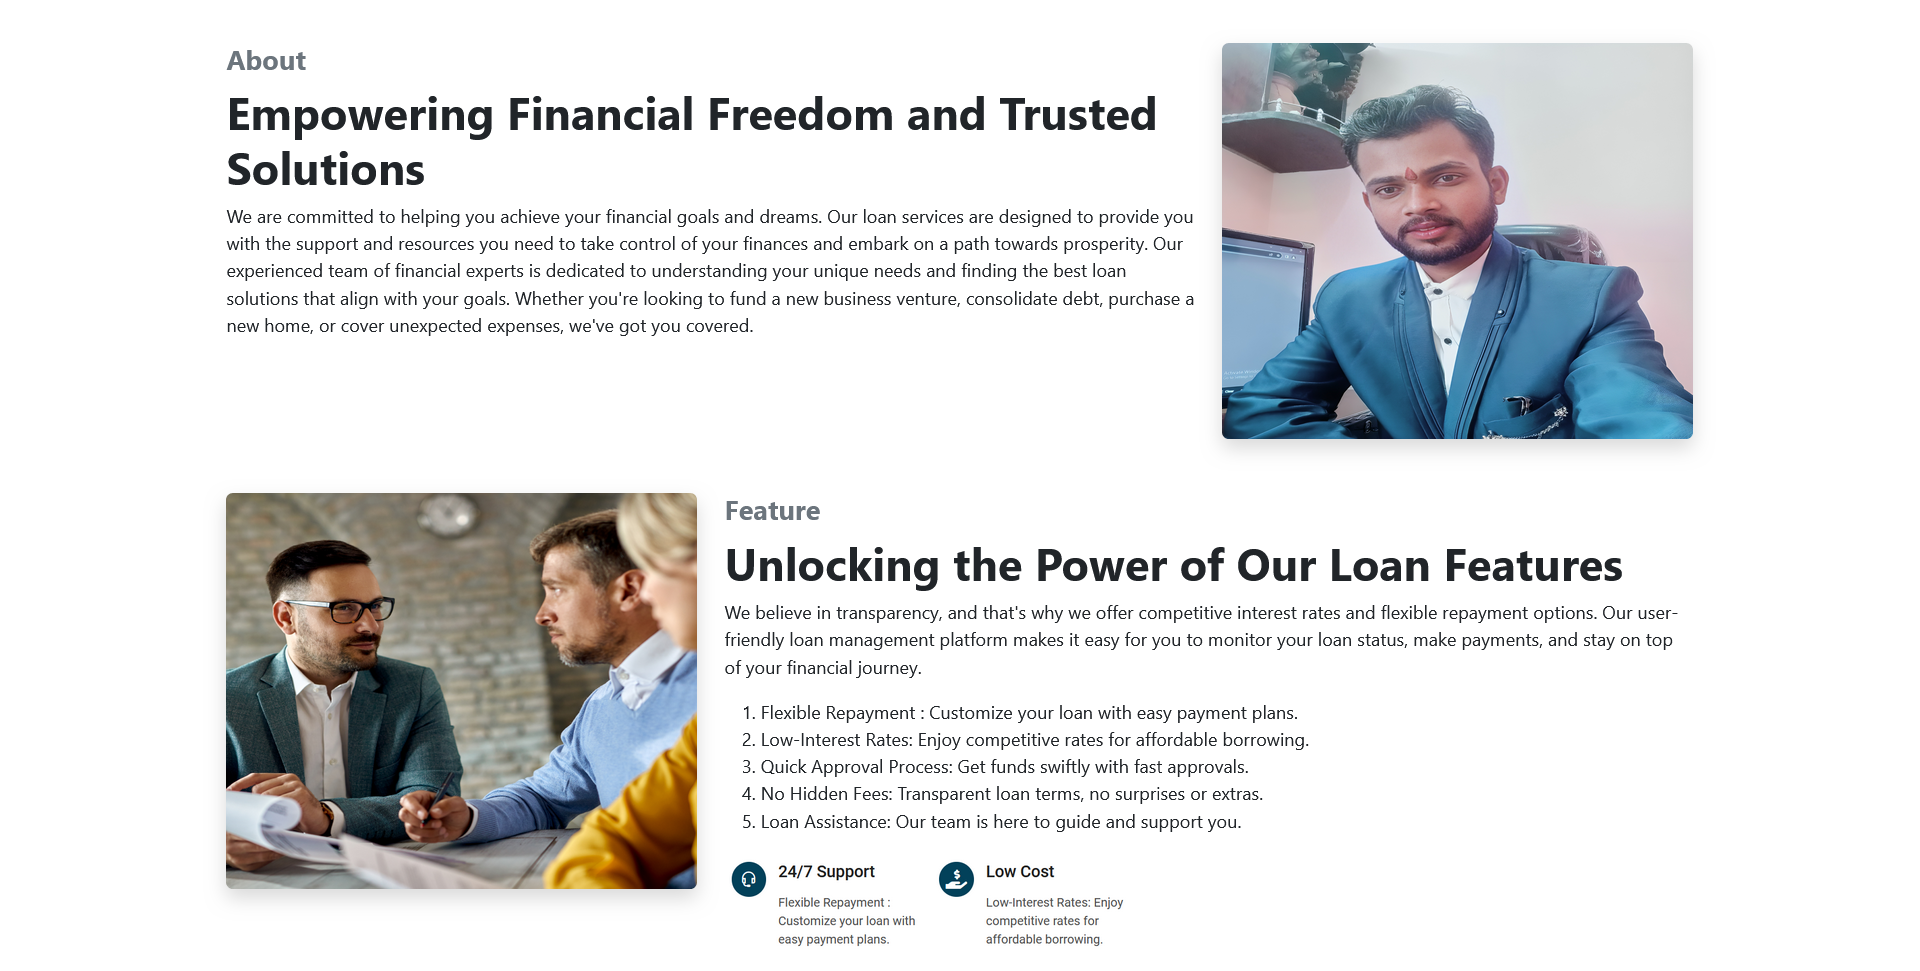 About
Empowering Financial Freedom and Trusted
Solutions
We are committed to helping you achieve your financial goals and dreams. Our loan services are designed to provide you
with the support and resources you need to take control of your finances and embark on a path towards prosperity. Our
experienced team of financial experts is dedicated to understanding your unique needs and finding the best loan
solutions that align with your goals. Whether you're looking to fund a new business venture, consolidate debt, purchase a
new home, or cover unexpected expenses, we've got you covered.
Feature
Unlocking the Power of Our Loan Features
We believe in transparency, and that's why we offer competitive interest rates and flexible repayment options. Our user-
friendly loan management platform makes it easy for you to monitor your loan status, make payments, and stay on top
of your financial journey.
1. Flexible Repayment : Customize your loan with easy payment plans.
2. Low-Interest Rates: Enjoy competitive rates for affordable borrowing.
3. Quick Approval Process: Get funds swiftly with fast approvals.
4. No Hidden Fees: Transparent loan terms, no surprises or extras.
5. Loan Assistance: Our team is here to guide and support you.
24/7 Support
Flexible Repayment :
Customize your loan with
easy payment plans.
Low Cost
Low-Interest Rates: Enjoy
competitive rates for
affordable borrowing.